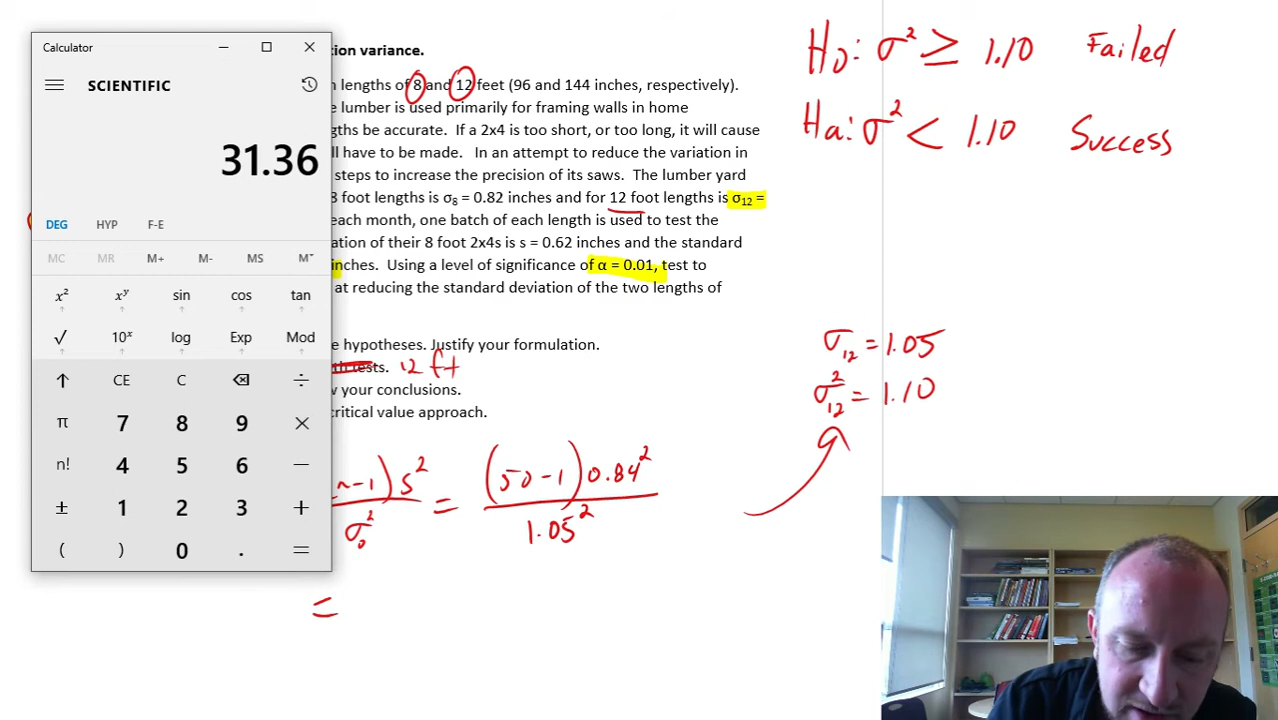 Calculator
SCIENTIFIC
31.36
DEG HYP F-E
MC MR M+ M- MS M˅
x² xʸ sin cos tan
√ 10ˣ log Exp Mod
↑ CE C ⌫ ÷
π 7 8 9 ×
n! 4 5 6 −
± 1 2 3 +
( ) 0 . =
tion variance.
n lengths of 8 and 12 feet (96 and 144 inches, respectively).
e lumber is used primarily for framing walls in home
gths be accurate. If a 2x4 is too short, or too long, it will cause
ll have to be made. In an attempt to reduce the variation in
steps to increase the precision of its saws. The lumber yard
8 foot lengths is σ₈ = 0.82 inches and for 12 foot lengths is σ₁₂ =
each month, one batch of each length is used to test the
ation of their 8 foot 2x4s is s = 0.62 inches and the standard
inches. Using a level of significance of α = 0.01, test to
at reducing the standard deviation of the two lengths of
e hypotheses. Justify your formulation.
th tests. 12 ft
w your conclusions.
critical value approach.
n-1) s² / σ₀² = (50-1) 0.84² / 1.05²
=
H₀: σ² ≥ 1.10 Failed
Ha: σ² < 1.10 Success
σ₁₂ = 1.05
σ²₁₂ = 1.10